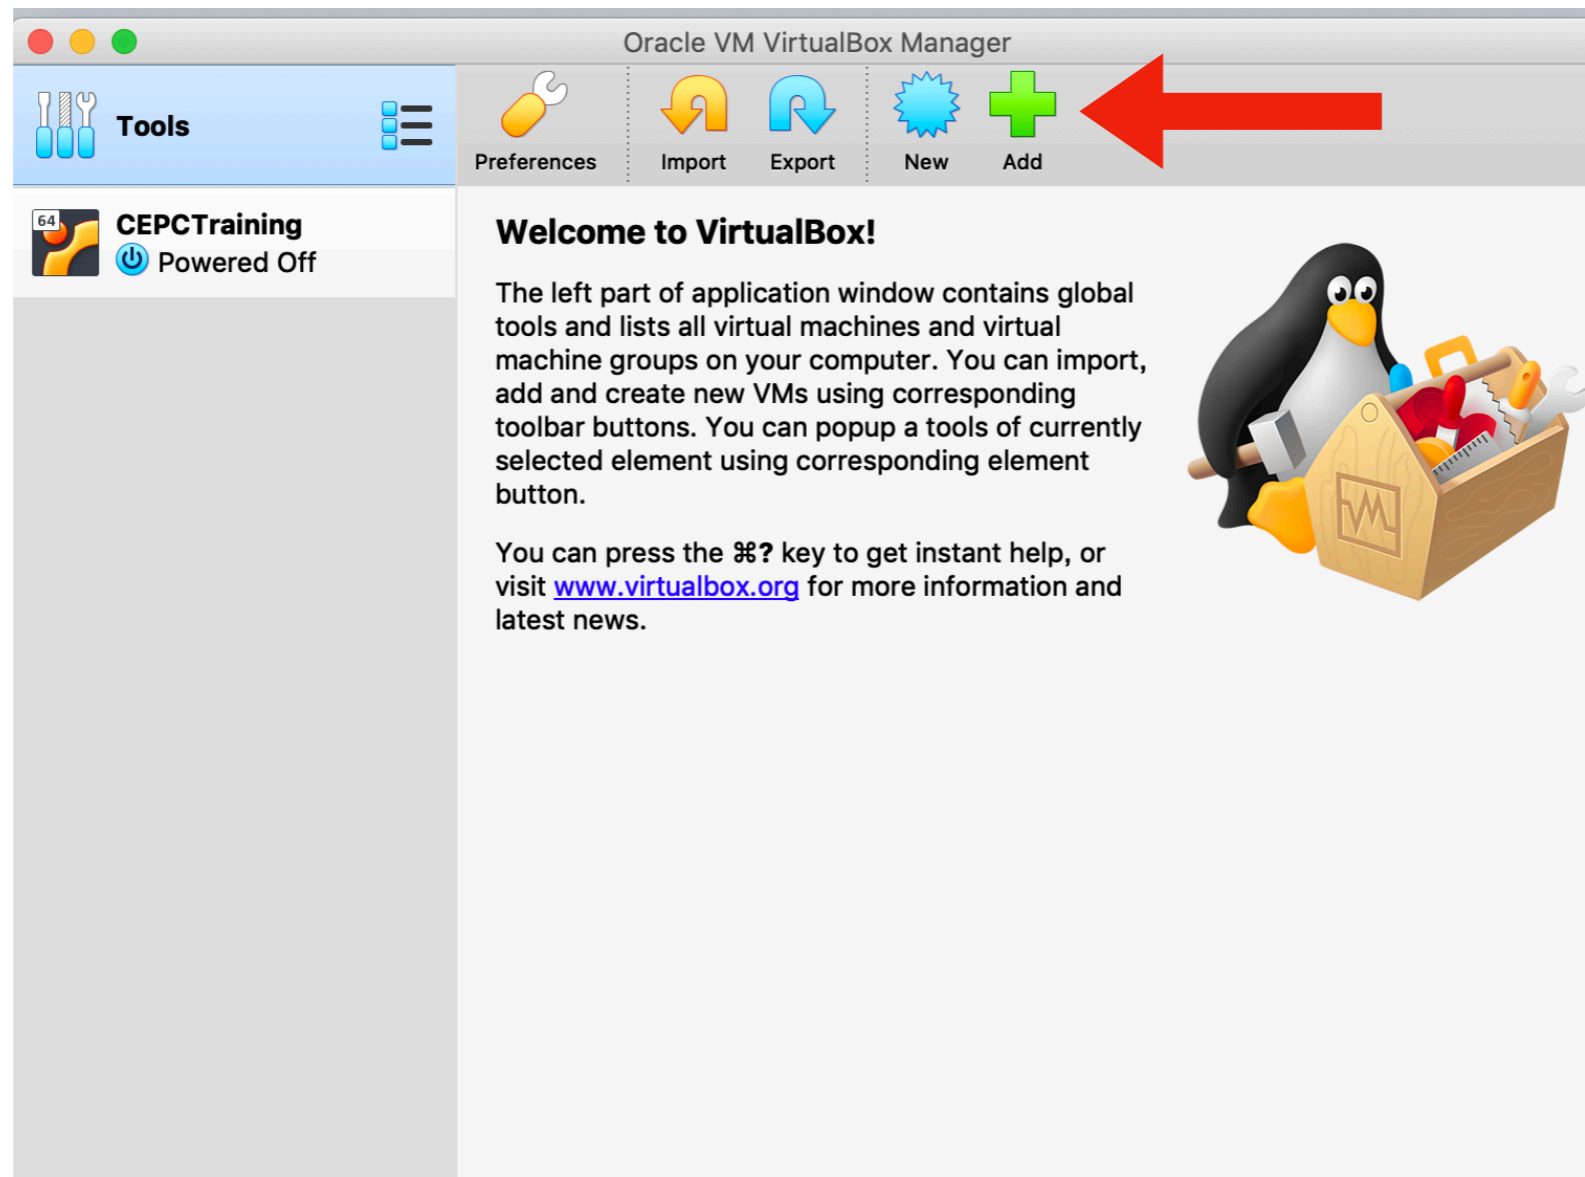 Oracle VM VirtualBox Manager
Tools
Preferences
Import
Export
New
Add
64
CEPCTraining
Powered Off
Welcome to VirtualBox!
The left part of application window contains global
tools and lists all virtual machines and virtual
machine groups on your computer. You can import,
add and create new VMs using corresponding
toolbar buttons. You can popup a tools of currently
selected element using corresponding element
button.
You can press the ⌘? key to get instant help, or
visit www.virtualbox.org for more information and
latest news.